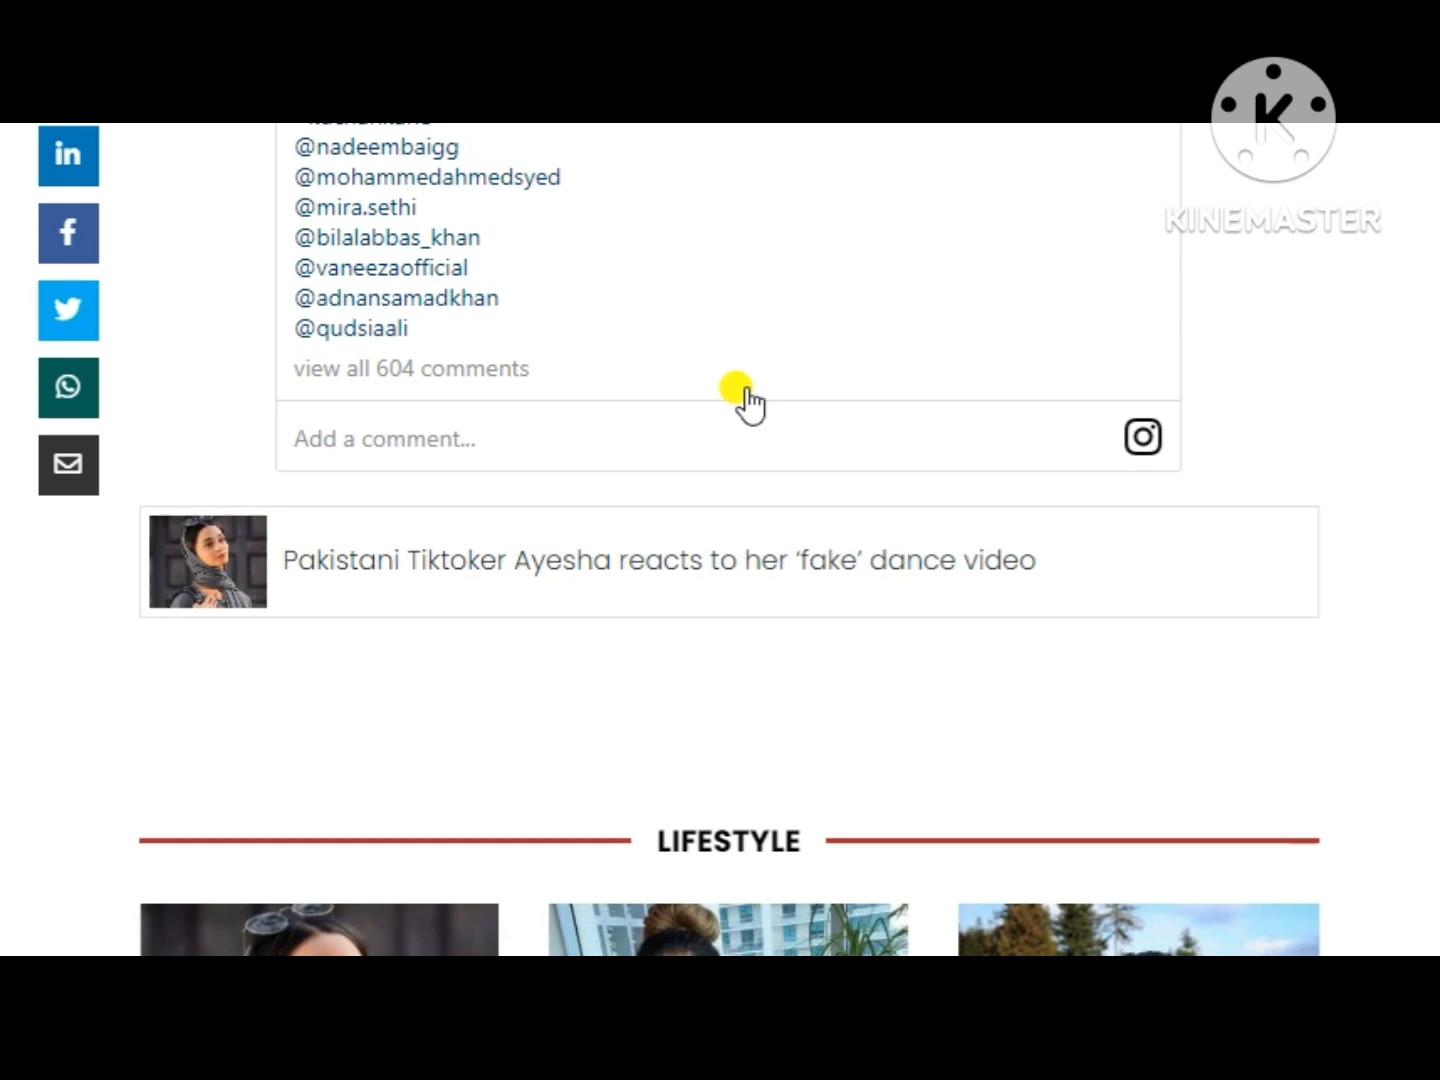 KINEMASTER
in
@nadeembaigg
@mohammedahmedsyed
@mira.sethi
@bilalabbas_khan
@vaneezaofficial
@adnansamadkhan
@qudsiaali
view all 604 comments
Add a comment...
Pakistani Tiktoker Ayesha reacts to her ‘fake’ dance video
LIFESTYLE